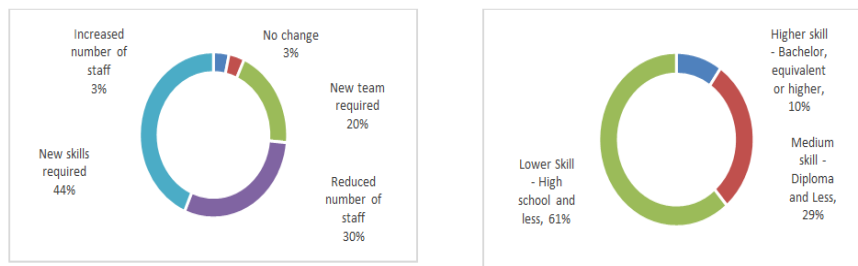 Increased
number of
staff
3%
No change
3%
New team
required
20%
New skills
required
44%
Reduced
number of
staff
30%
Higher skill
- Bachelor,
equivalent
or higher,
10%
Medium
skill -
Diploma
and Less,
29%
Lower Skill
- High
school and
less, 61%